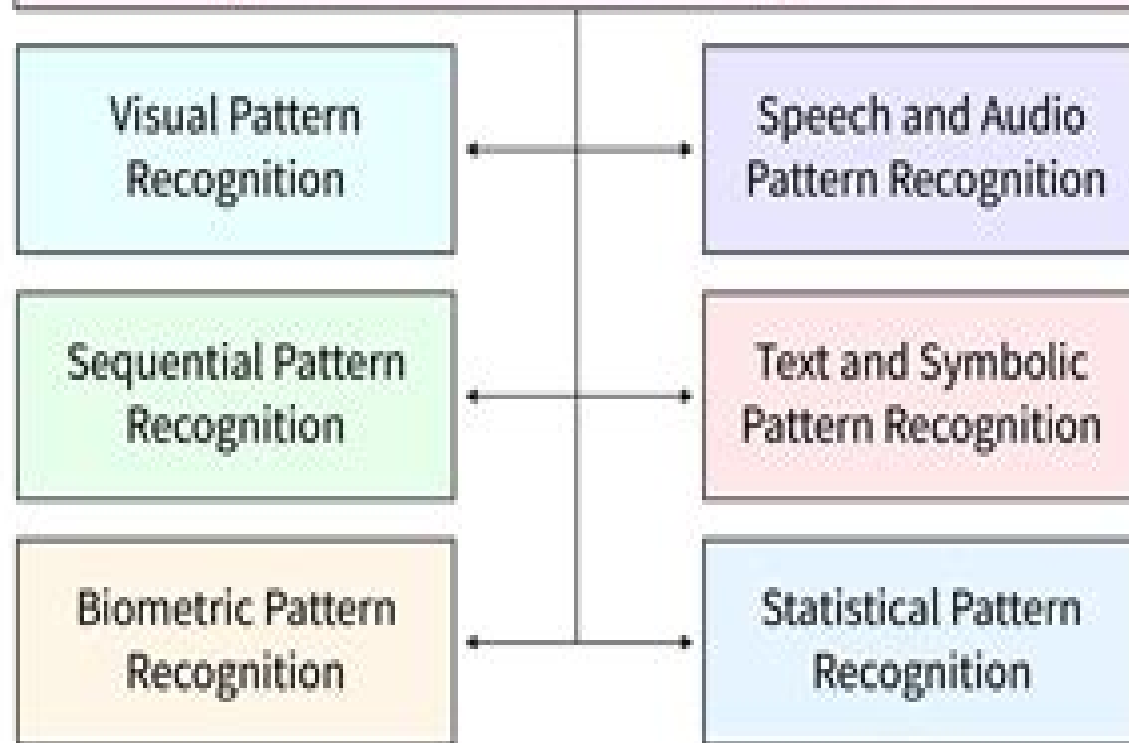 Visual Pattern
Recognition
Speech and Audio
Pattern Recognition
Sequential Pattern
Recognition
Text and Symbolic
Pattern Recognition
Biometric Pattern
Recognition
Statistical Pattern
Recognition